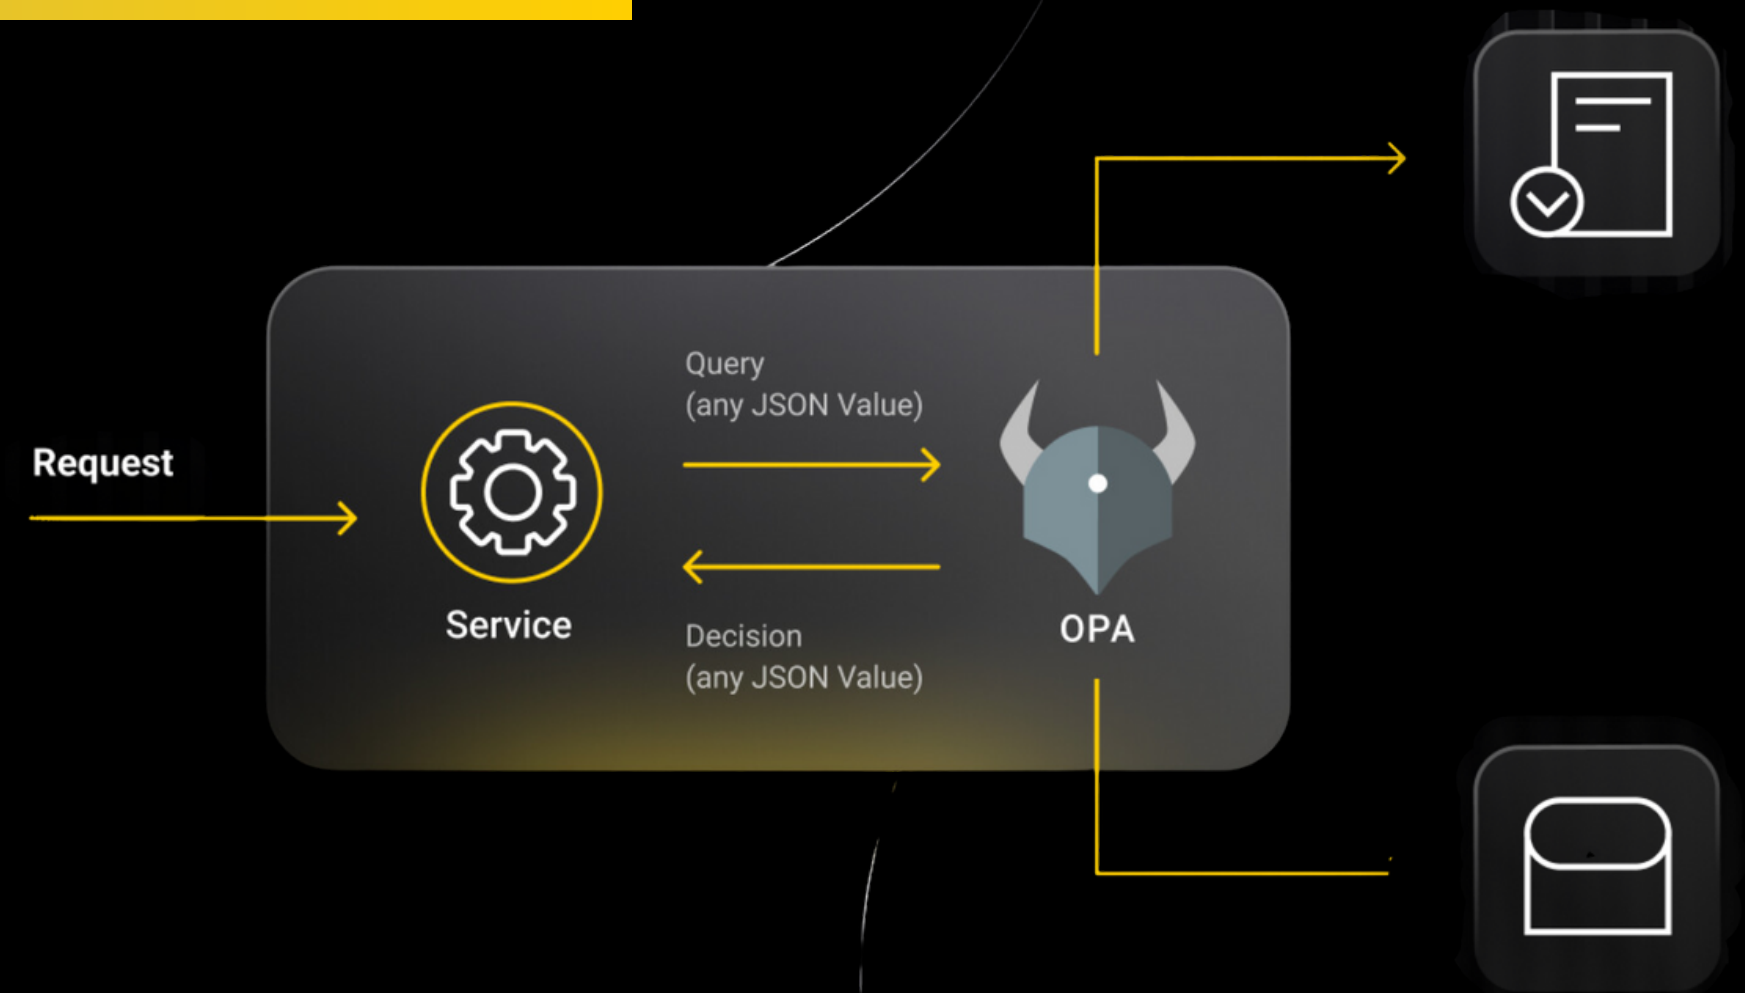 Request
Query
(any JSON Value)
Service
Decision
(any JSON Value)
OPA